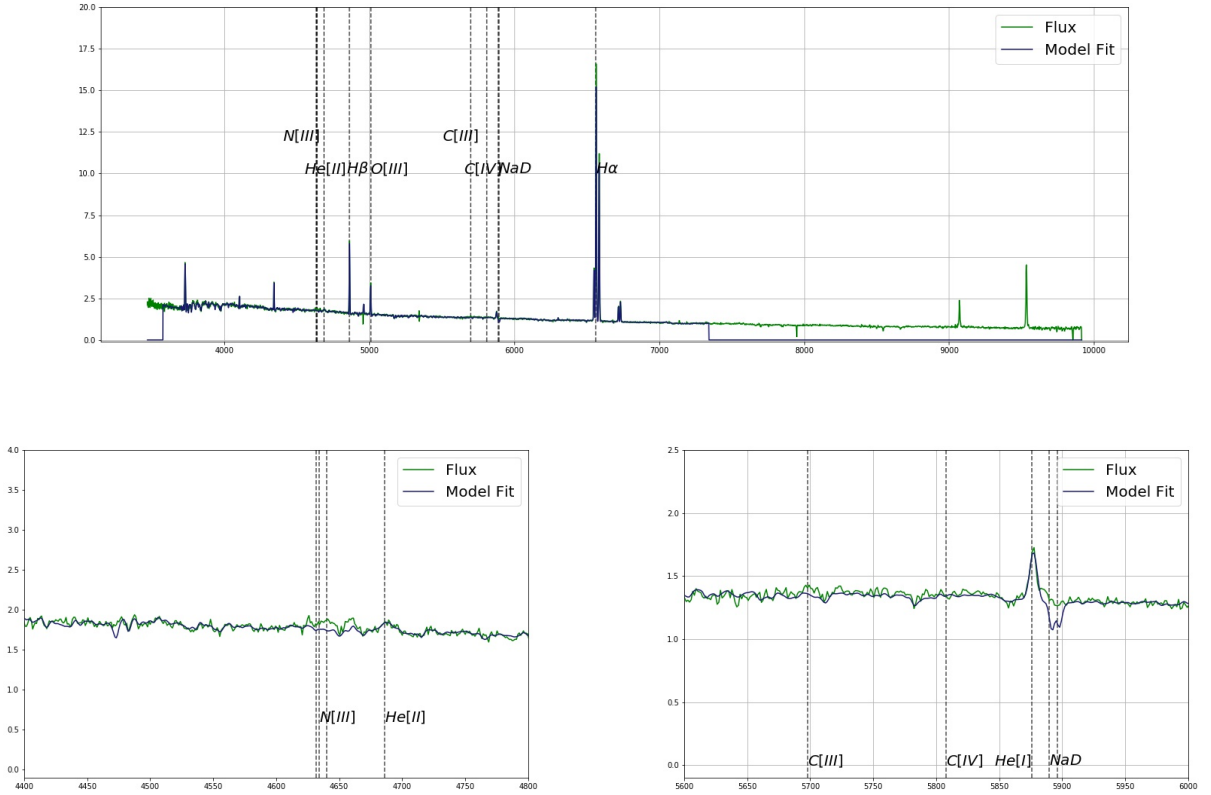 20.0
17.5
15.0
12.5
10.0
7.5
5.0
2.5
0.0
Flux
Model Fit
N[III]
C[III]
He[II] Hβ O[III]
C[IV] NaD
Hα
4000 5000 6000 7000 8000 9000 10000
4.0
3.5
3.0
2.5
2.0
1.5
1.0
0.5
0.0
Flux
Model Fit
N[III] He[II]
4400 4450 4500 4550 4600 4650 4700 4750 4800
2.5
2.0
1.5
1.0
0.5
0.0
Flux
Model Fit
C[III] C[IV] He[I] NaD
5600 5650 5700 5750 5800 5850 5900 5950 6000